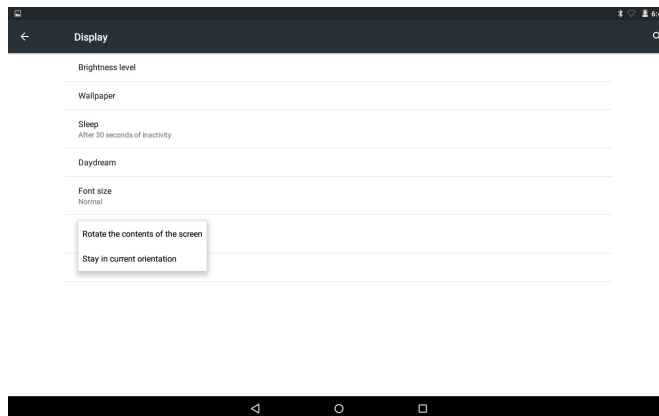 6:
Display
Brightness level
Wallpaper
Sleep
After 30 seconds of inactivity
Daydream
Font size
Normal
Rotate the contents of the screen
Stay in current orientation